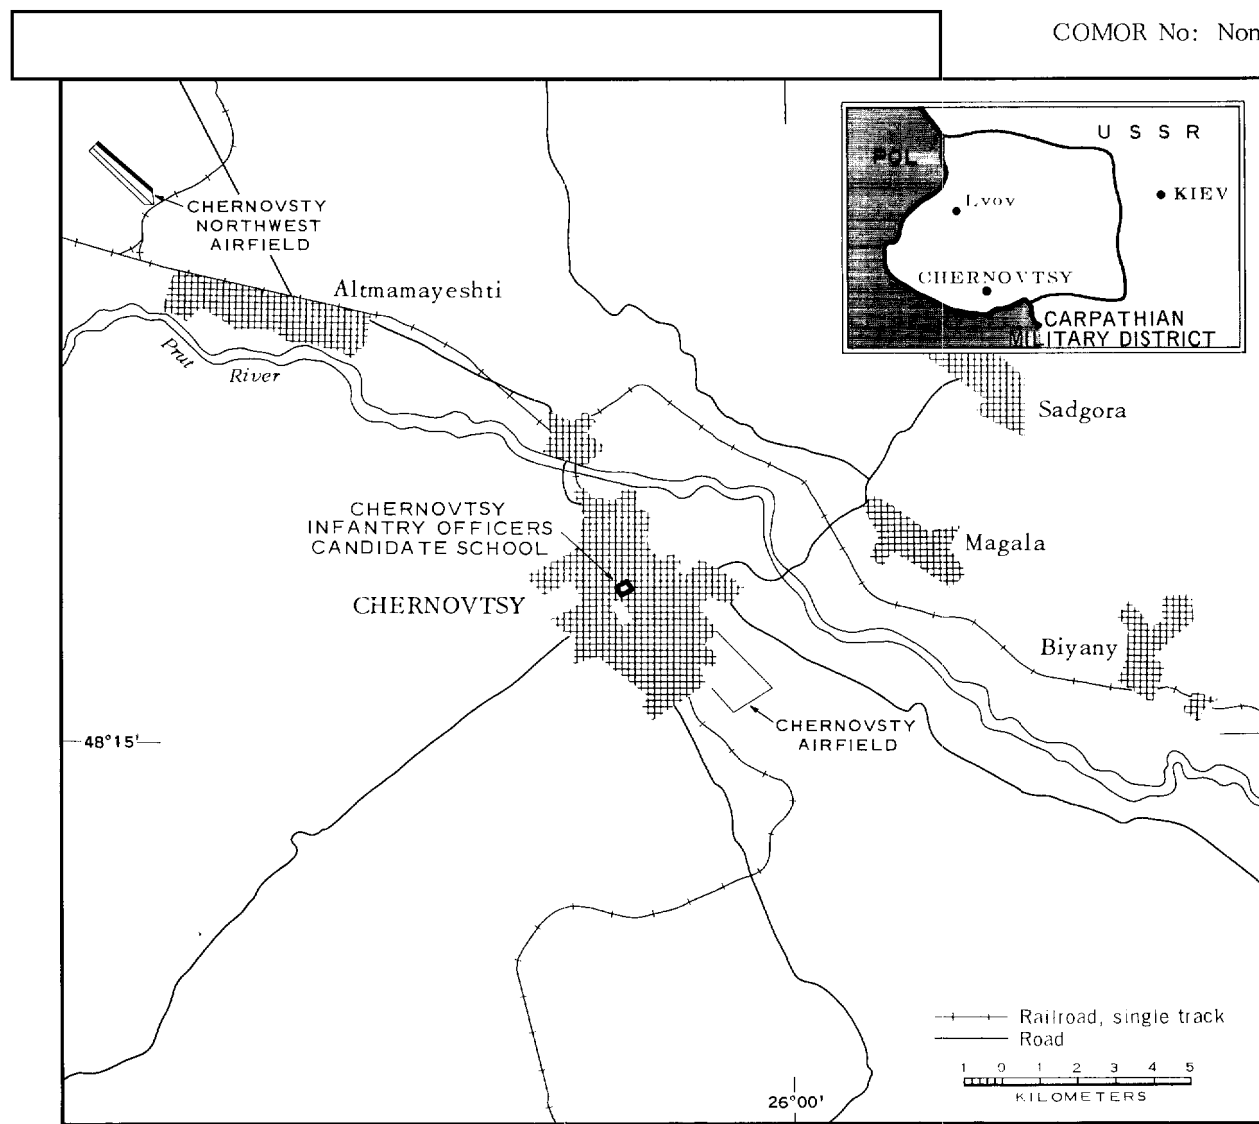 COMOR No: Non
U S S R
POL
KIEV
Lvov
CHERNOVTSY
CARPATHIAN
MILITARY DISTRICT
CHERNOVSTY
NORTHWEST
AIRFIELD
Altmamayeshti
Prut
River
Sadgora
CHERNOVTSY
INFANTRY OFFICERS
CANDIDATE SCHOOL
Magala
CHERNOVTSY
Biyany
CHERNOVSTY
AIRFIELD
48°15'
Railroad, single track
Road
1 0 1 2 3 4 5
KILOMETERS
26°00'